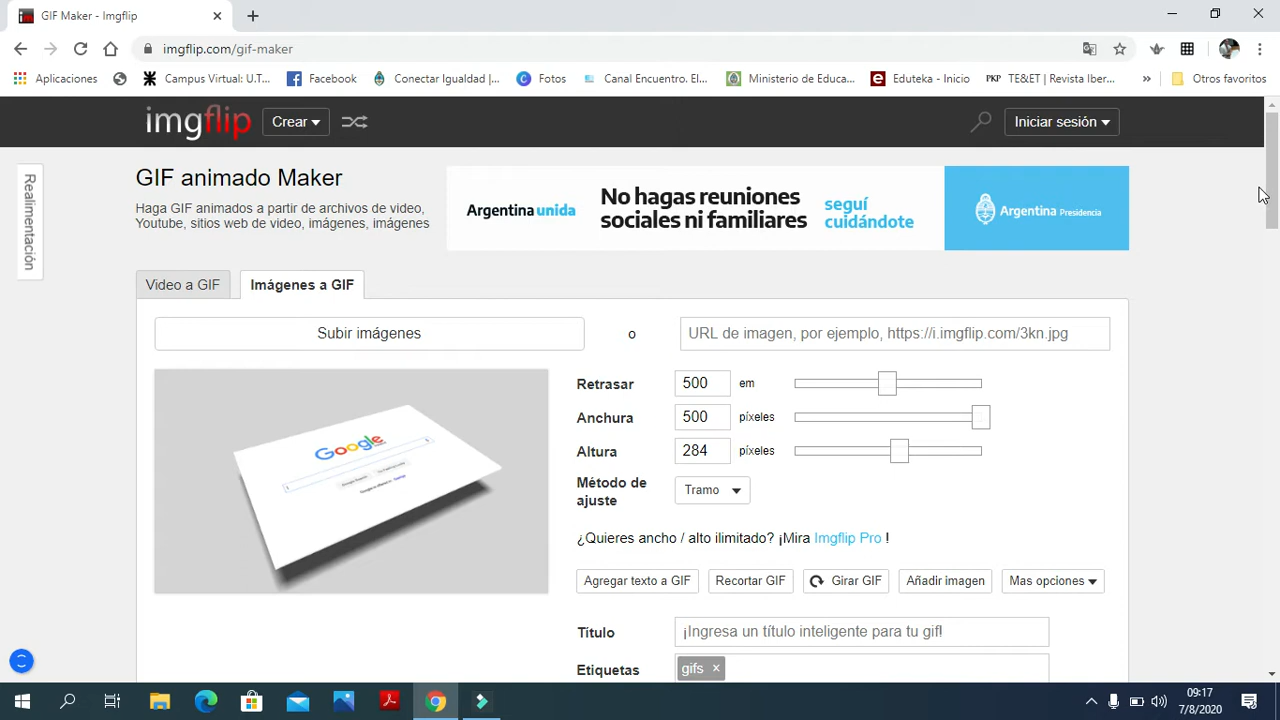 GIF Maker - Imgflip
imgflip.com/gif-maker
Aplicaciones
Campus Virtual: U.T...
Facebook
Conectar Igualdad |...
Fotos
Canal Encuentro. El...
Ministerio de Educa...
Eduteka - Inicio
PKP TE&ET | Revista Iber...
»
Otros favoritos
imgflip
Crear
Iniciar sesión
Realimentación
GIF animado Maker
Haga GIF animados a partir de archivos de video,
Youtube, sitios web de video, imágenes, imágenes
Argentina unida
No hagas reuniones
sociales ni familiares
seguí
cuidándote
Argentina Presidencia
Video a GIF
Imágenes a GIF
Subir imágenes
o
URL de imagen, por ejemplo, https://i.imgflip.com/3kn.jpg
Google
Retrasar 500 em
Anchura 500 píxeles
Altura 284 píxeles
Método de
ajuste
Tramo
¿Quieres ancho / alto ilimitado? ¡Mira Imgflip Pro !
Agregar texto a GIF
Recortar GIF
Girar GIF
Añadir imagen
Mas opciones
Título
¡Ingresa un título inteligente para tu gif!
Etiquetas
gifs ×
09:17
7/8/2020